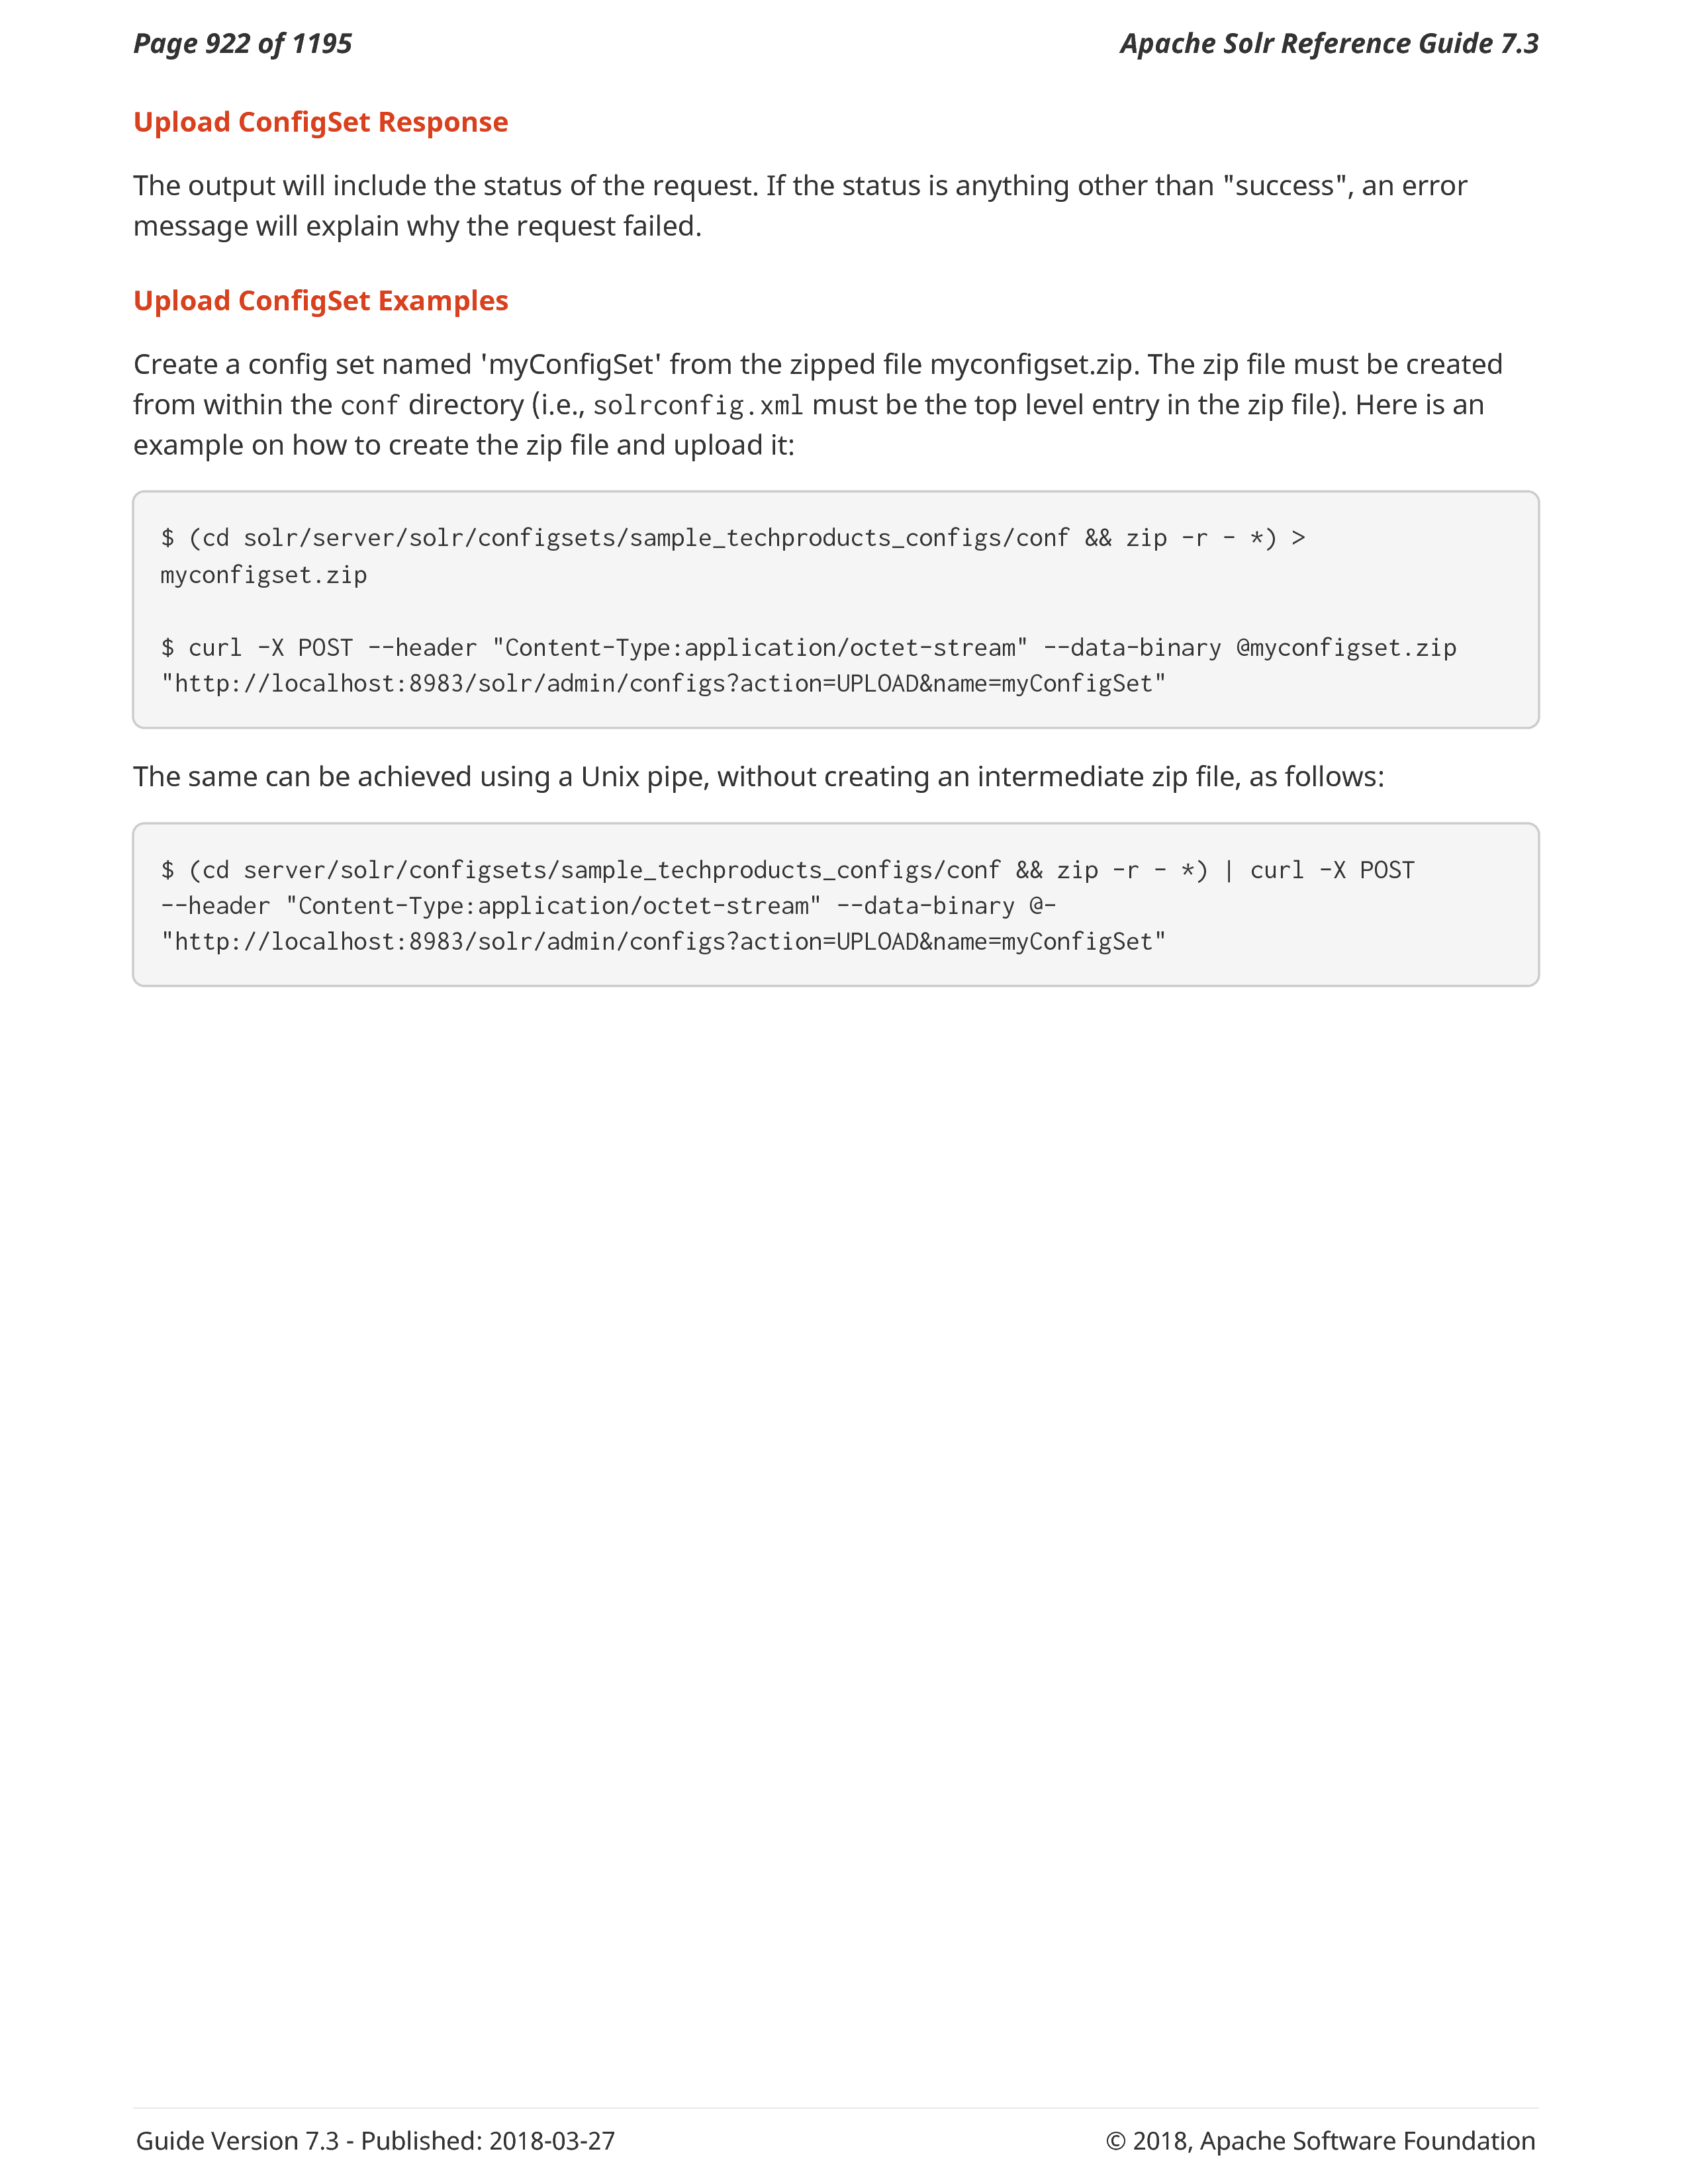 Page 922 of 1195
Apache Solr Reference Guide 7.3
Upload ConfigSet Response
The output will include the status of the request. If the status is anything other than "success", an error
message will explain why the request failed.
Upload ConfigSet Examples
Create a config set named 'myConfigSet' from the zipped file myconfigset.zip. The zip file must be created
from within the conf directory (i.e., solrconfig.xml must be the top level entry in the zip file). Here is an
example on how to create the zip file and upload it:
$ (cd solr/server/solr/configsets/sample_techproducts_configs/conf && zip -r - *) >
myconfigset.zip
$ curl -X POST --header "Content-Type:application/octet-stream" --data-binary @myconfigset.zip
"http://localhost:8983/solr/admin/configs?action=UPLOAD&name=myConfigSet"
The same can be achieved using a Unix pipe, without creating an intermediate zip file, as follows:
$ (cd server/solr/configsets/sample_techproducts_configs/conf && zip -r - *) | curl -X POST
--header "Content-Type:application/octet-stream" --data-binary @-
"http://localhost:8983/solr/admin/configs?action=UPLOAD&name=myConfigSet"
Guide Version 7.3 - Published: 2018-03-27
© 2018, Apache Software Foundation